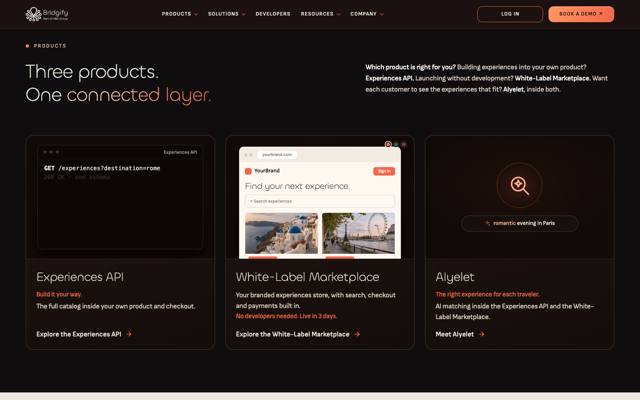 Bridgify
PRODUCTS
SOLUTIONS
DEVELOPERS
RESOURCES
COMPANY
LOG IN
BOOK A DEMO ↗
PRODUCTS
Three products.
One connected layer.
Which product is right for you? Building experiences into your own product?
Experiences API. Launching without development? White-Label Marketplace. Want
each customer to see the experiences that fit? Alyelet, inside both.
Experiences API
GET /experiences?destination=rome
200 OK · one schema
Experiences API
Build it your way.
The full catalog inside your own product and checkout.
Explore the Experiences API →
yourbrand.com
YourBrand
Sign in
Find your next experience.
Search experiences
White-Label Marketplace
Your branded experiences store, with search, checkout
and payments built in.
No developers needed. Live in 3 days.
Explore the White-Label Marketplace →
romantic evening in Paris
Alyelet
The right experience for each traveler.
AI matching inside the Experiences API and the White-
Label Marketplace.
Meet Alyelet →